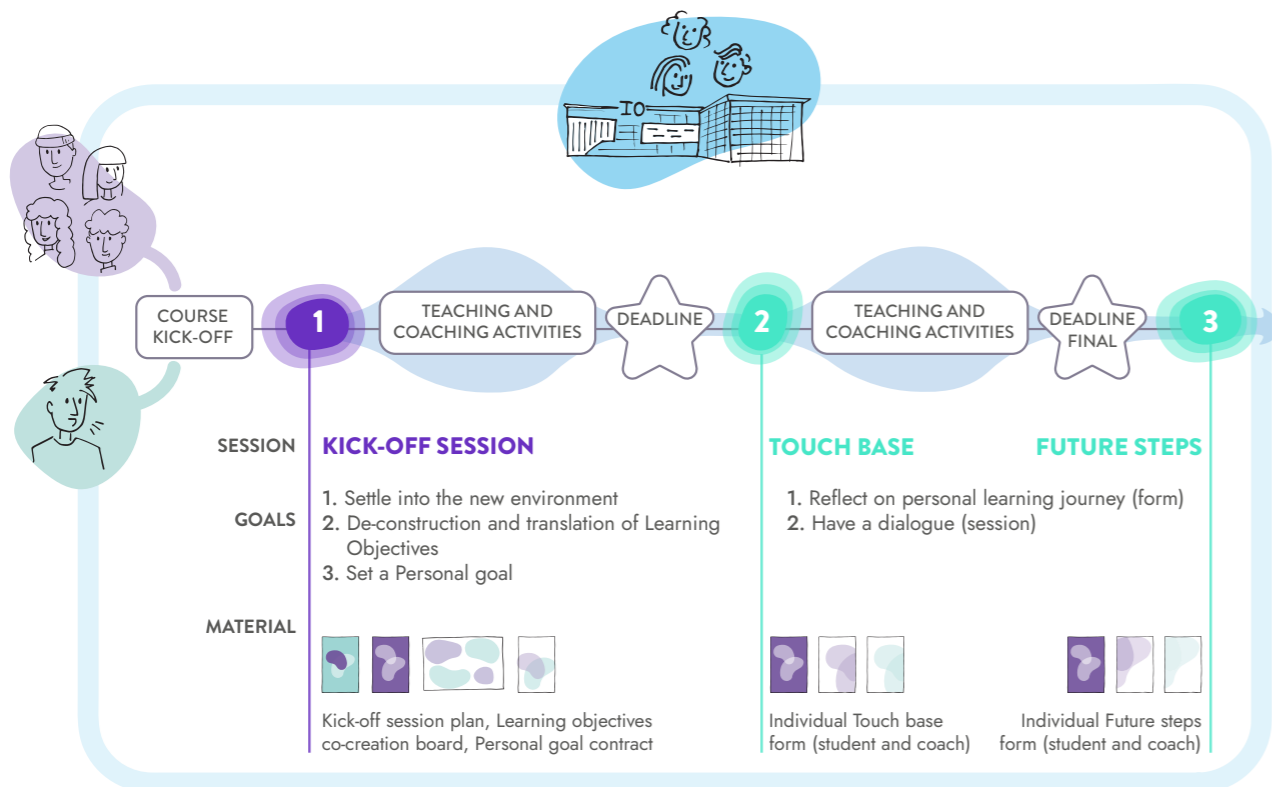 IO
COURSE
KICK-OFF
1
TEACHING AND
COACHING ACTIVITIES
DEADLINE
2
TEACHING AND
COACHING ACTIVITIES
DEADLINE
FINAL
3
SESSION
KICK-OFF SESSION
TOUCH BASE
FUTURE STEPS
GOALS
1. Settle into the new environment
2. De-construction and translation of Learning
Objectives
3. Set a Personal goal
1. Reflect on personal learning journey (form)
2. Have a dialogue (session)
MATERIAL
Kick-off session plan, Learning objectives
co-creation board, Personal goal contract
Individual Touch base
form (student and coach)
Individual Future steps
form (student and coach)